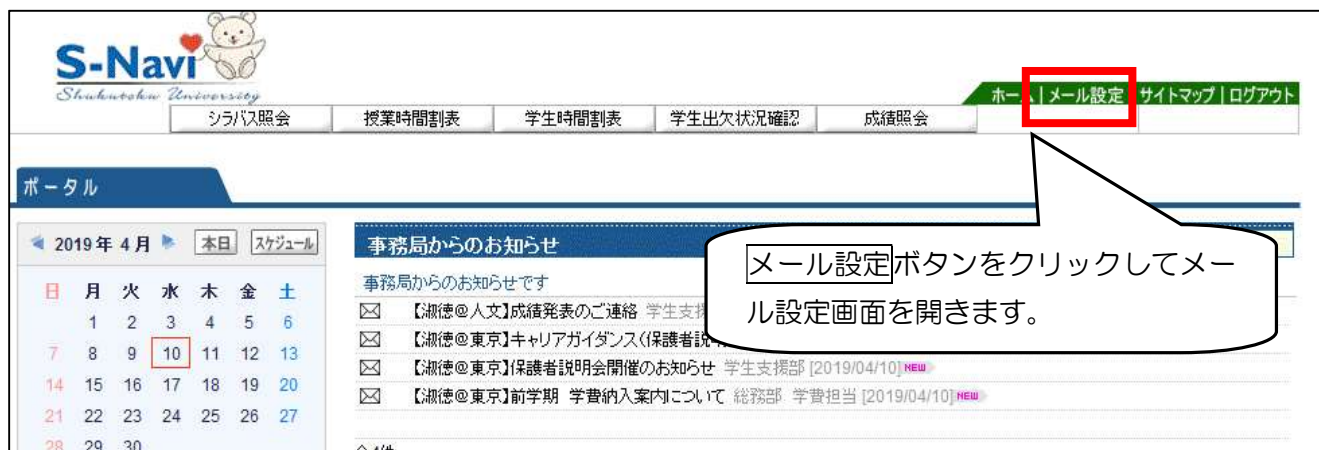 S-Navi
Shukutoku University
ホーム | メール設定 | サイトマップ | ログアウト
シラバス照会 授業時間割表 学生時間割表 学生出欠状況確認 成績照会
ポータル
2019年 4月 本日 スケジュール
日 月 火 水 木 金 土
1 2 3 4 5 6
7 8 9 10 11 12 13
14 15 16 17 18 19 20
21 22 23 24 25 26 27
28 29 30
事務局からのお知らせ
事務局からのお知らせです
【淑徳@人文】成績発表のご連絡 学生支援
【淑徳@東京】キャリアガイダンス(保護者説明
【淑徳@東京】保護者説明会開催のお知らせ 学生支援部 [2019/04/10] NEW
【淑徳@東京】前学期 学費納入案内について 総務部 学費担当 [2019/04/10] NEW
メール設定ボタンをクリックしてメー
ル設定画面を開きます。